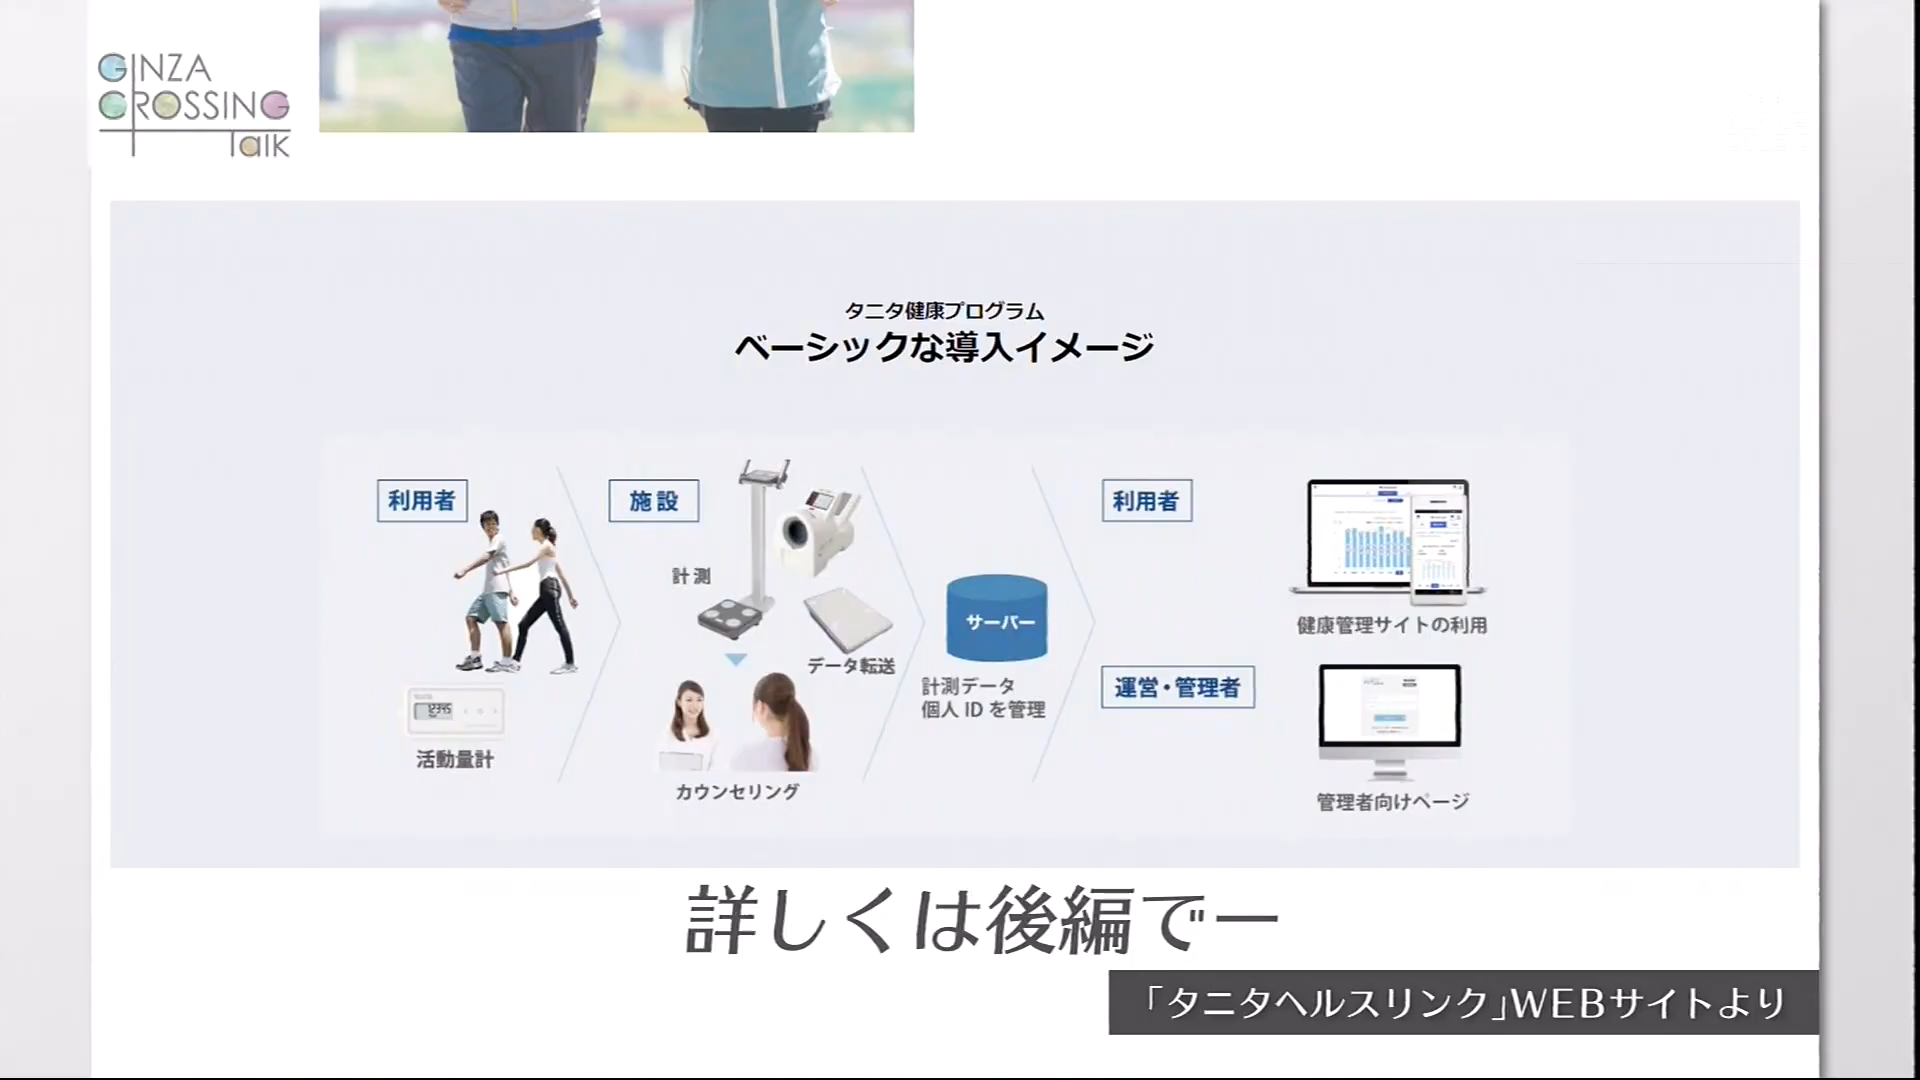 GINZA
CROSSING
Talk
タニタ健康プログラム
ベーシックな導入イメージ
利用者
活動量計
12345
施設
計測
データ転送
カウンセリング
サーバー
計測データ
個人 ID を管理
利用者
健康管理サイトの利用
運営・管理者
管理者向けページ
詳しくは後編でー
「タニタヘルスリンク」WEBサイトより